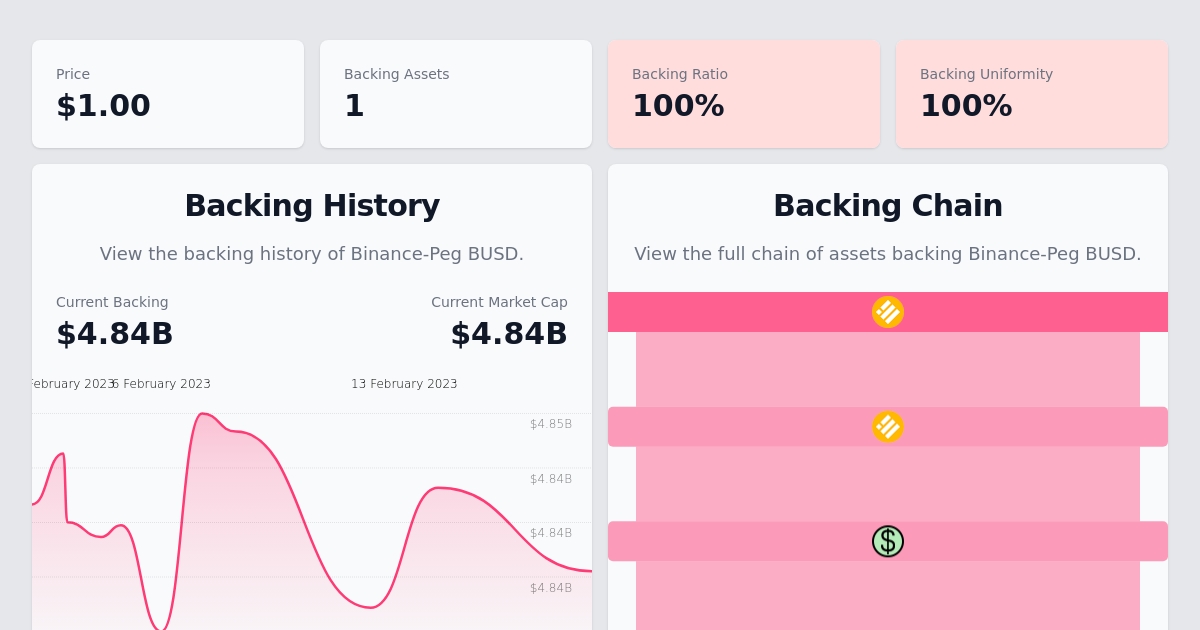 Price
$1.00
Backing Assets
1
Backing Ratio
100%
Backing Uniformity
100%
Backing History
View the backing history of Binance-Peg BUSD.
Current Backing
$4.84B
Current Market Cap
$4.84B
February 2023
6 February 2023
13 February 2023
$4.85B
$4.84B
$4.84B
$4.84B
Backing Chain
View the full chain of assets backing Binance-Peg BUSD.
$